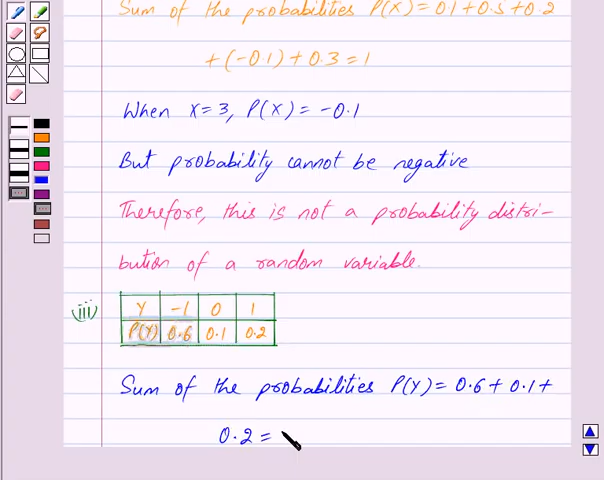 Sum of the probabilities P(X) = 0.1 + 0.5 + 0.2
+ (-0.1) + 0.3 = 1
When X = 3, P(X) = -0.1
But probability cannot be negative
Therefore, this is not a probability distri-
bution of a random variable.
(iii) Y -1 0 1
P(Y) 0.6 0.1 0.2
Sum of the probabilities P(Y) = 0.6 + 0.1 +
0.2 =